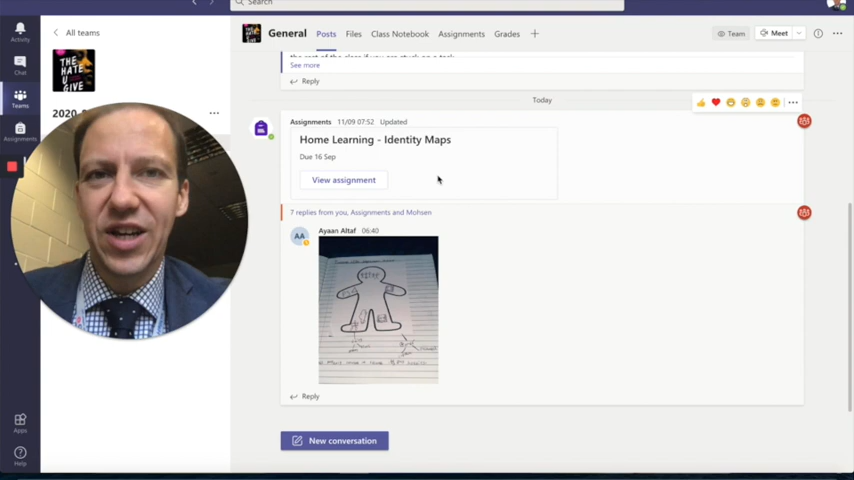 Search
Activity
Chat
Teams
Assignments
Apps
Help
All teams
THE
HATE
U
GIVE
General
Posts
Files
Class Notebook
Assignments
Grades
Team
Meet
See more
Reply
Today
Assignments 11/09 07:52 Updated
Home Learning - Identity Maps
Due 16 Sep
View assignment
7 replies from you, Assignments and Mohsen
AA
Ayaan Altaf 06:40
Reply
New conversation